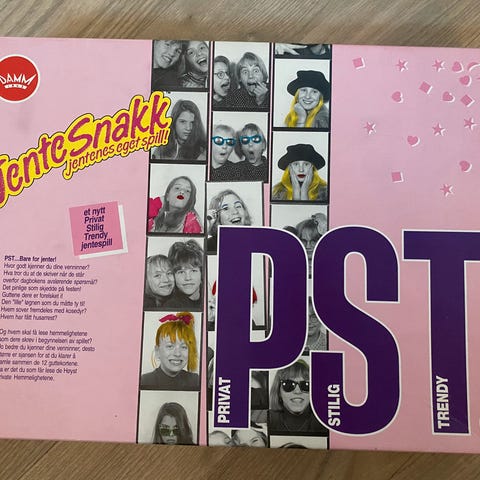 DAMM
JenteSnakk
jentenes eget spill!
et nytt
Privat
Stilig
Trendy
jentespill
PST...Bare for jenter!
Hvor godt kjenner du dine venninner?
Hva tror du at de skriver når de står
overfor dagbokens avslørende spørsmål?
Det pinlige som skjedde på festen!
Guttene dere er forelsket i!
Den "lille" løgnen som du måtte ty til!
Hvem sover fremdeles med kosedyr?
Hvem har fått husarrest?
Og hvem skal få lese hemmelighetene
som dere skrev i begynnelsen av spillet?
Jo bedre du kjenner dine venninner, desto
større er sjansen for at du klarer å
samle sammen de 12 guttekortene.
Da er det du som får lese de Høyst
Private Hemmelighetene.
PST
PRIVAT
STILIG
TRENDY